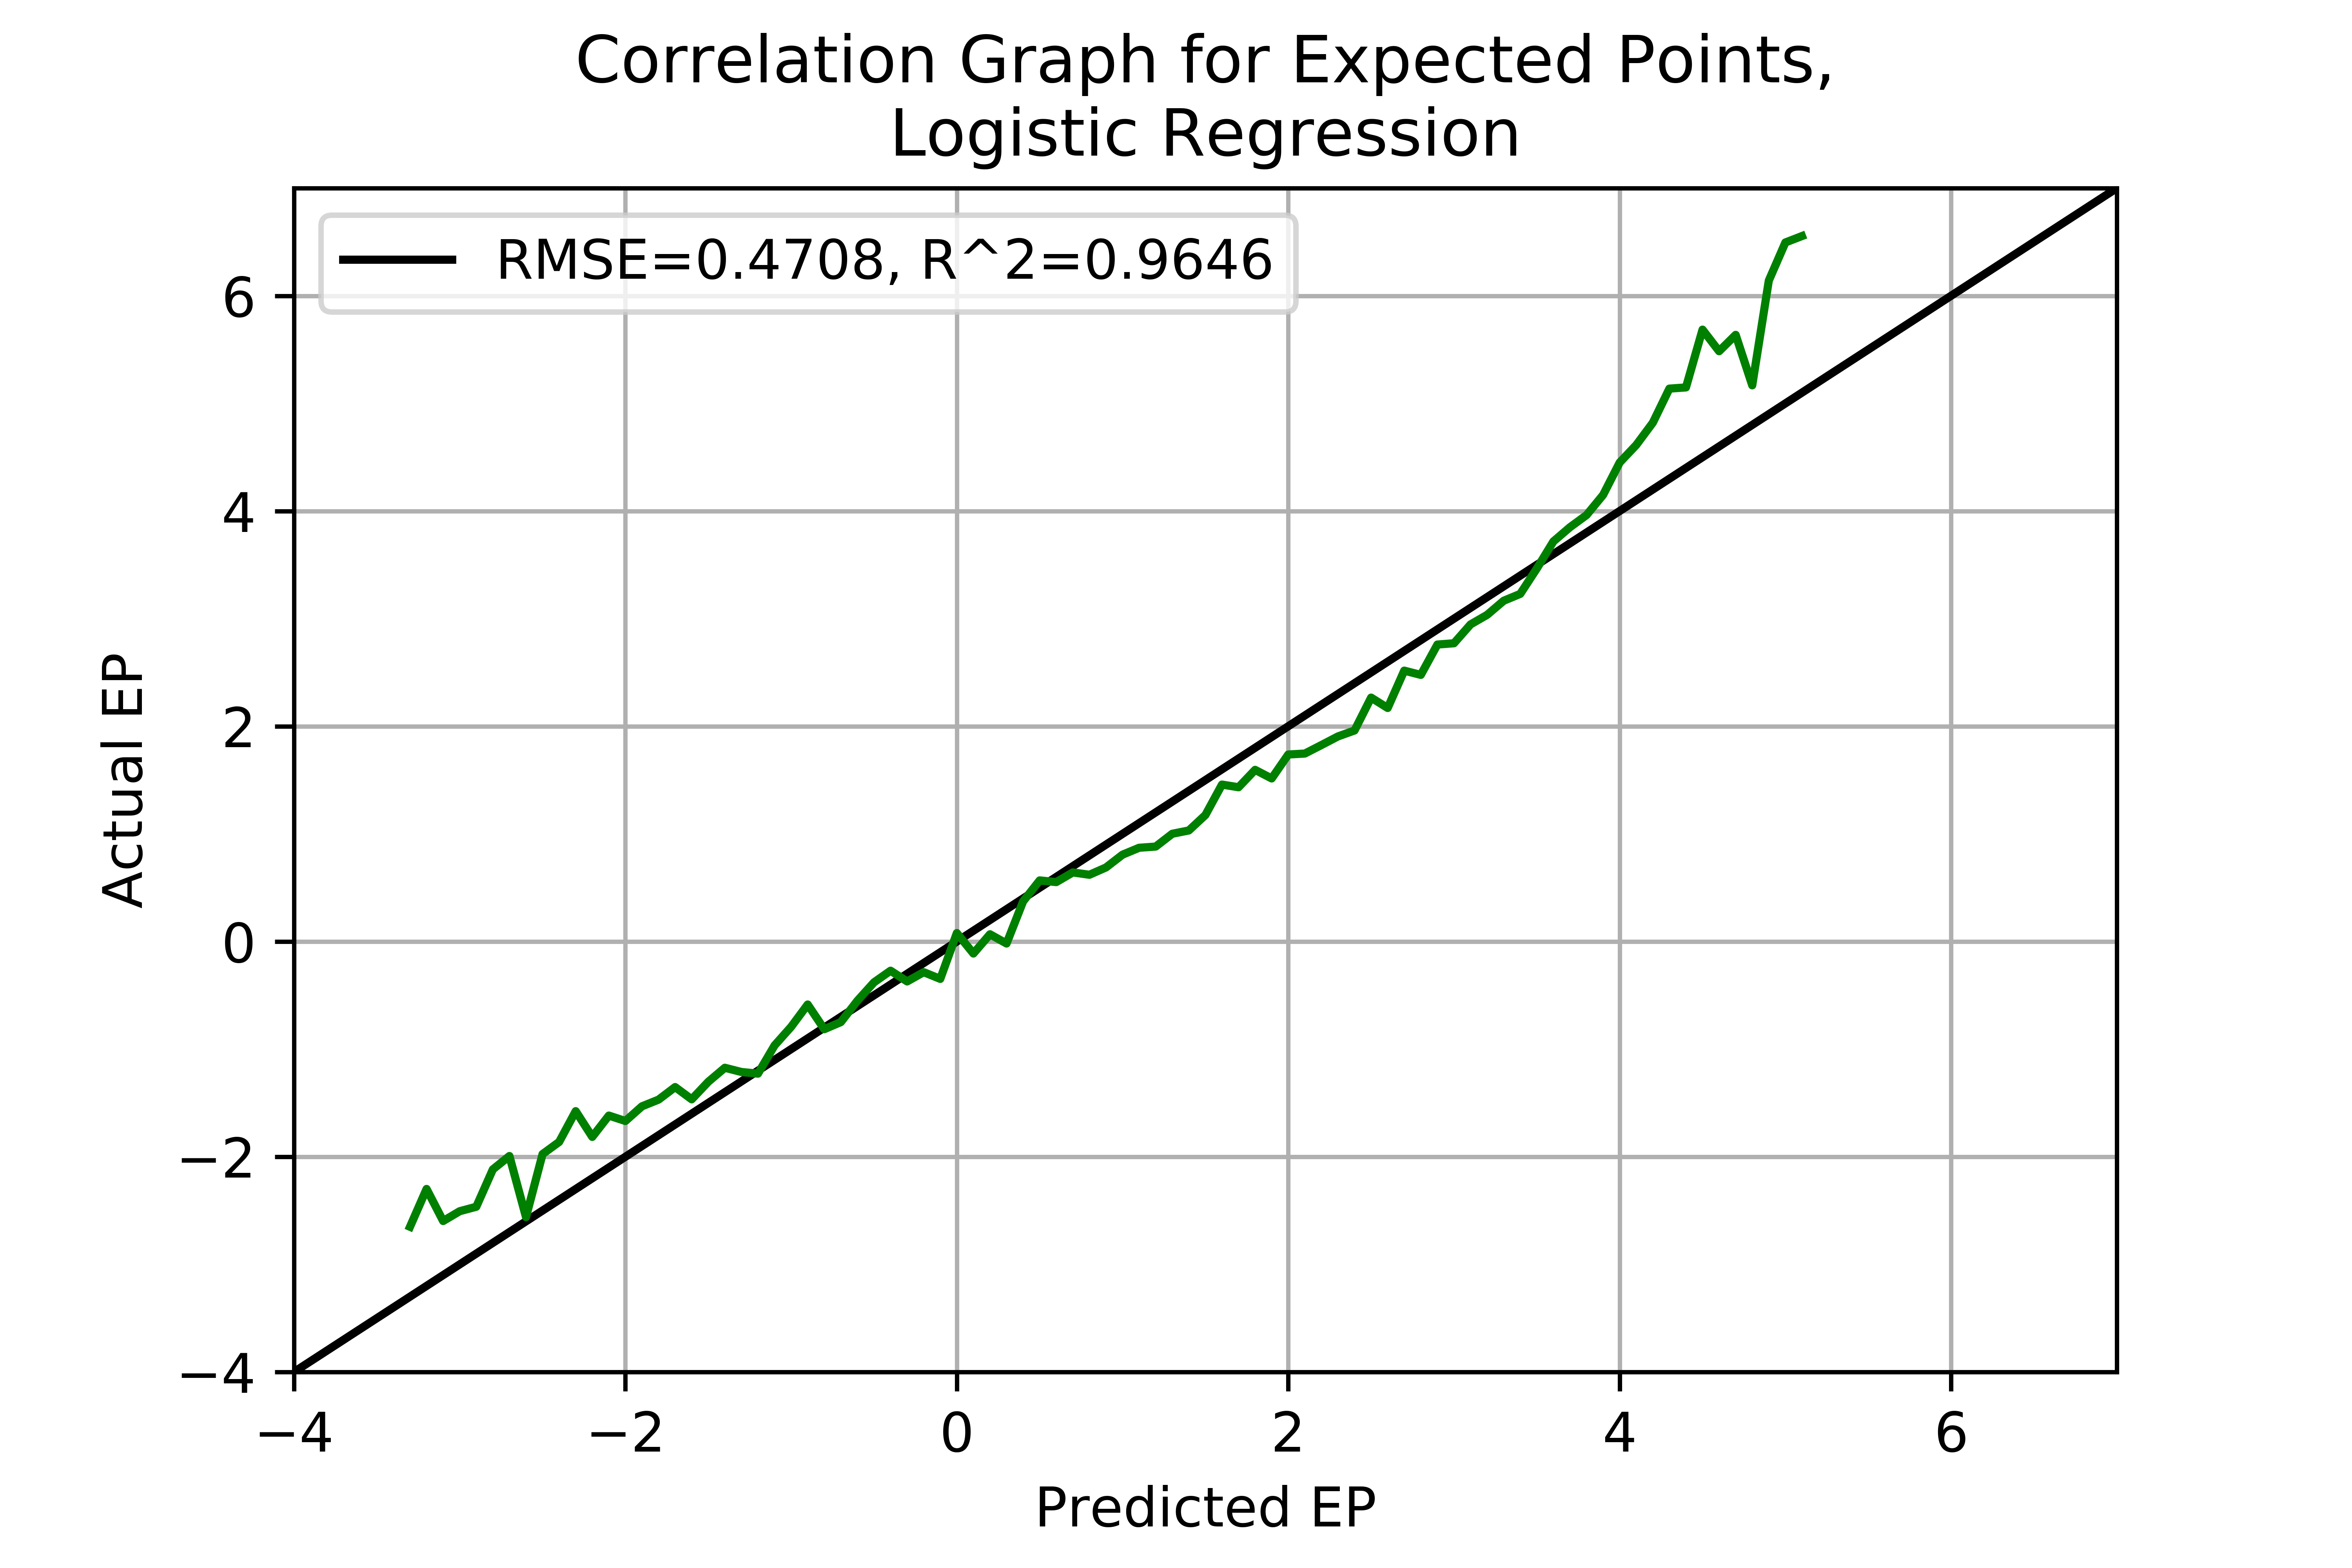 Correlation Graph for Expected Points,
Logistic Regression
RMSE=0.4708, R^2=0.9646
6
4
2
0
−2
−4
Actual EP
−4 −2 0 2 4 6
Predicted EP